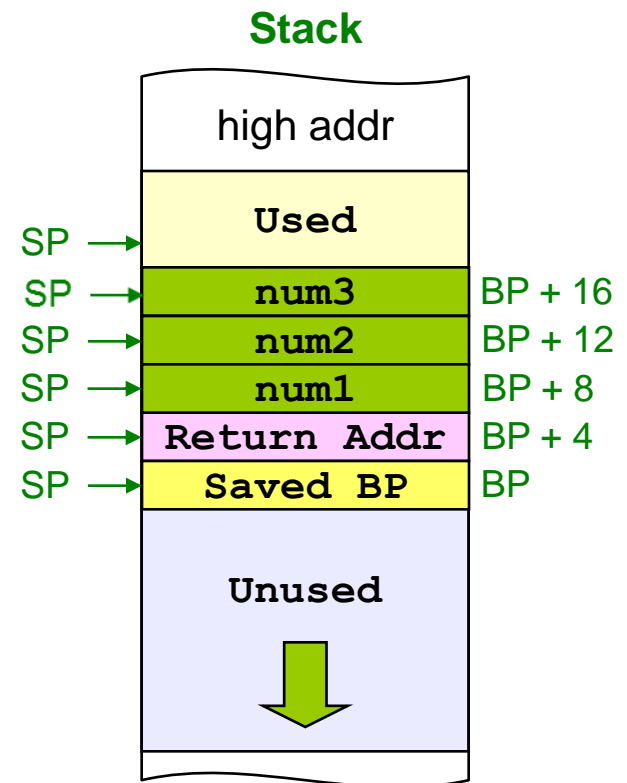 Stack
high addr
Used
SP
SP num3 BP + 16
SP num2 BP + 12
SP num1 BP + 8
SP Return Addr BP + 4
SP Saved BP BP
Unused